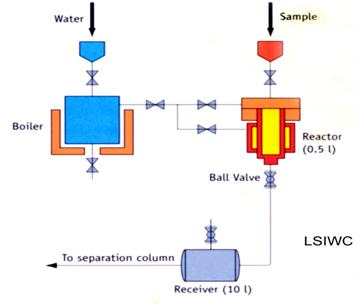 Water
Sample
Boiler
Reactor
(0.5 l)
Ball Valve
LSIWC
To separation column
Receiver (10 l)